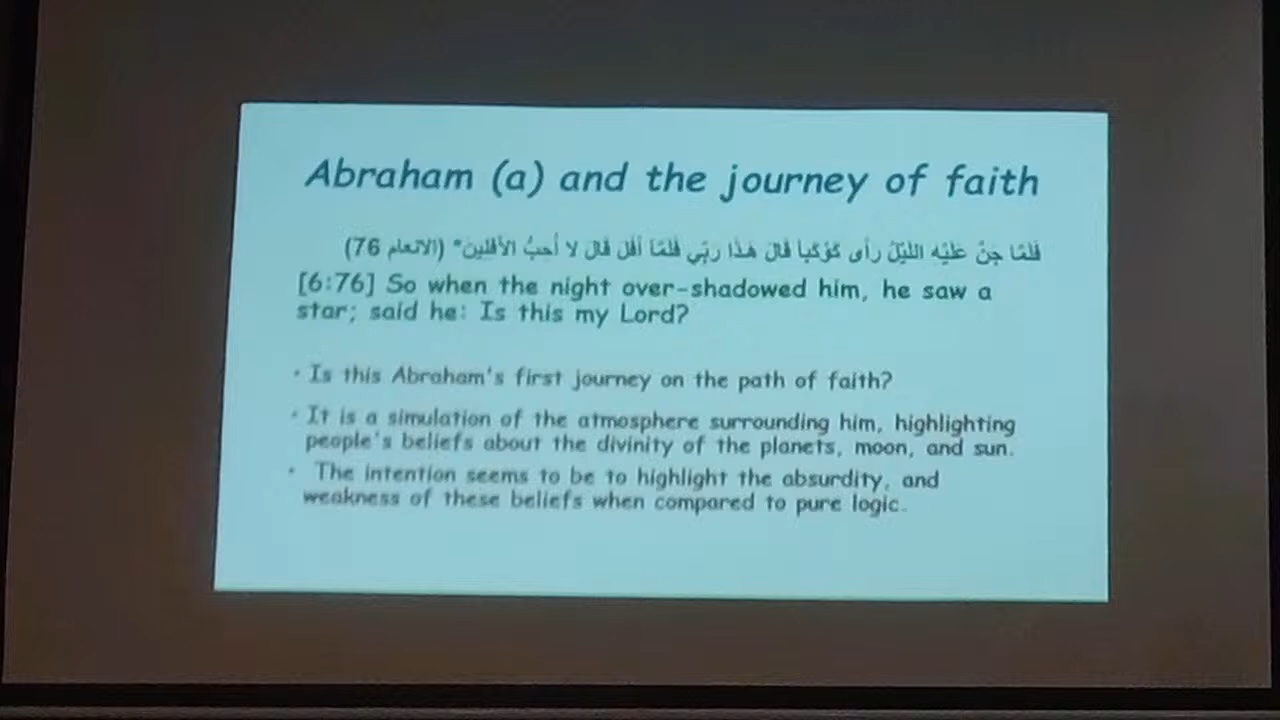 Abraham (a) and the journey of faith
فَلَمَّا جَنَّ عَلَيْهِ اللَّيْلُ رَأَى كَوْكَباً قَالَ هَذَا رَبِّي فَلَمَّا أَفَلَ قَالَ لا أُحِبُّ الآفِلِينَ* (الانعام 76)
[6:76] So when the night over-shadowed him, he saw a
star; said he: Is this my Lord?
• Is this Abraham's first journey on the path of faith?
• It is a simulation of the atmosphere surrounding him, highlighting
people's beliefs about the divinity of the planets, moon, and sun.
• The intention seems to be to highlight the absurdity, and
weakness of these beliefs when compared to pure logic.